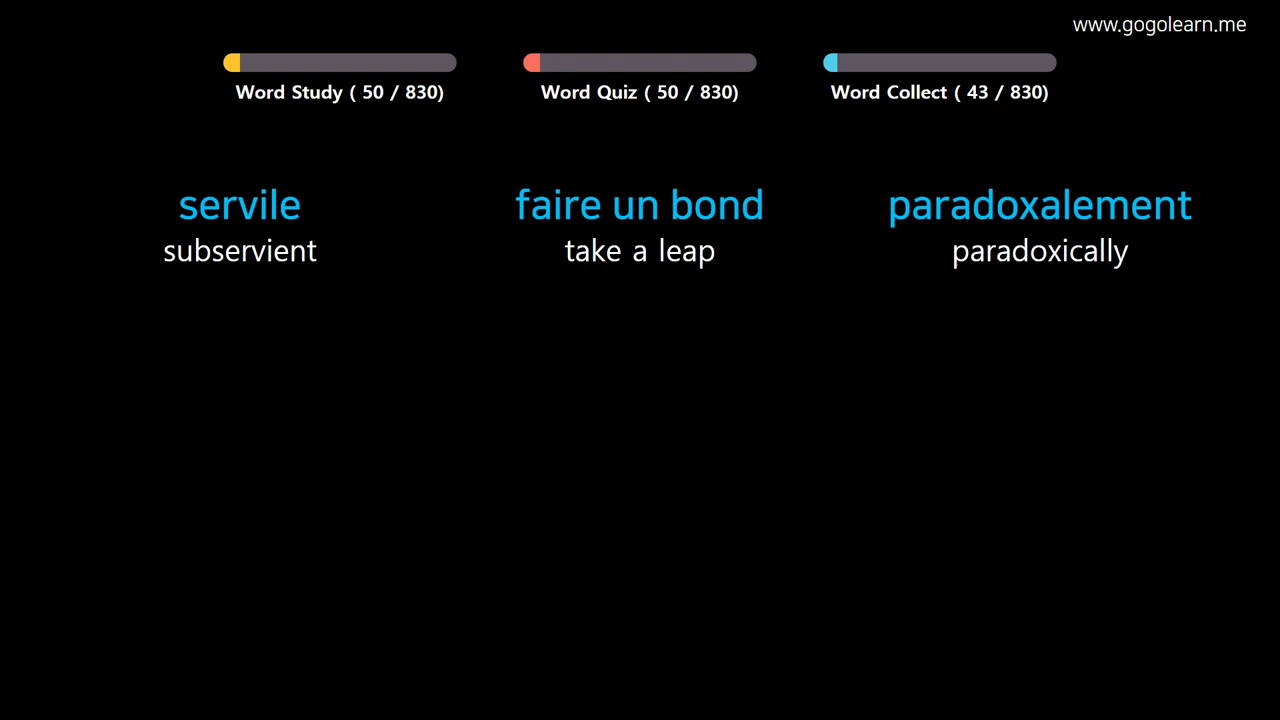 www.gogolearn.me
Word Study ( 50 / 830)
Word Quiz ( 50 / 830)
Word Collect ( 43 / 830)
servile
subservient
faire un bond
take a leap
paradoxalement
paradoxically